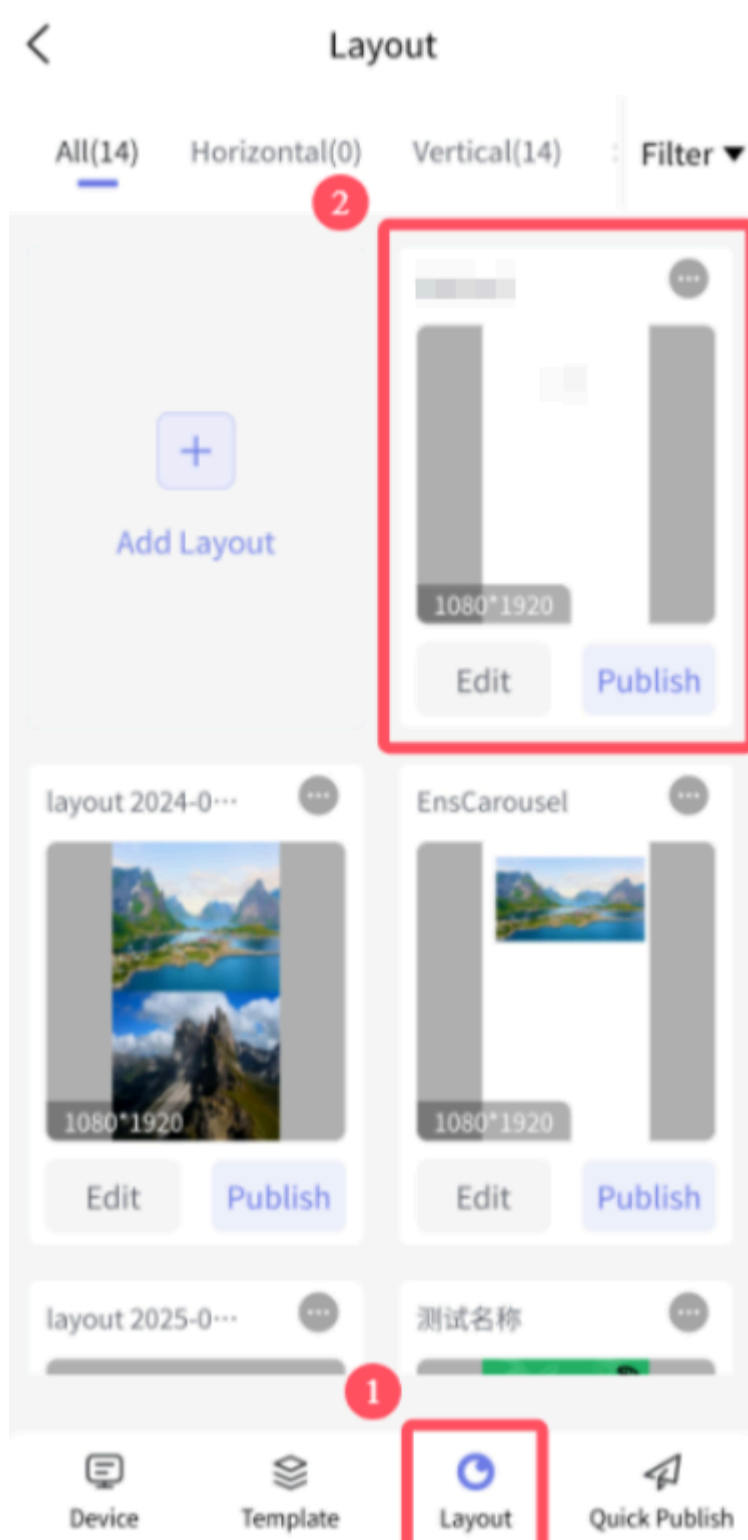 Layout
All(14) Horizontal(0) Vertical(14) Filter
2
1080*1920
Add Layout
Edit Publish
layout 2024-0… EnsCarousel
1080*1920 1080*1920
Edit Publish Edit Publish
layout 2025-0… 测试名称
1
Device Template Layout Quick Publish